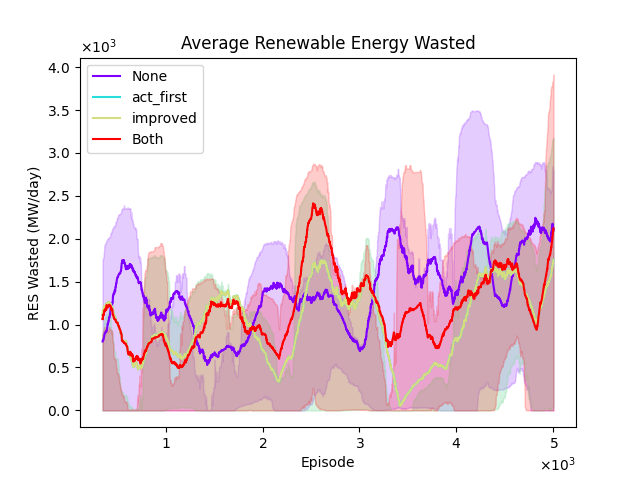 Average Renewable Energy Wasted
×10³
None
act_first
improved
Both
RES Wasted (MW/day)
4.0
3.5
3.0
2.5
2.0
1.5
1.0
0.5
0.0
1 2 3 4 5
Episode
×10³